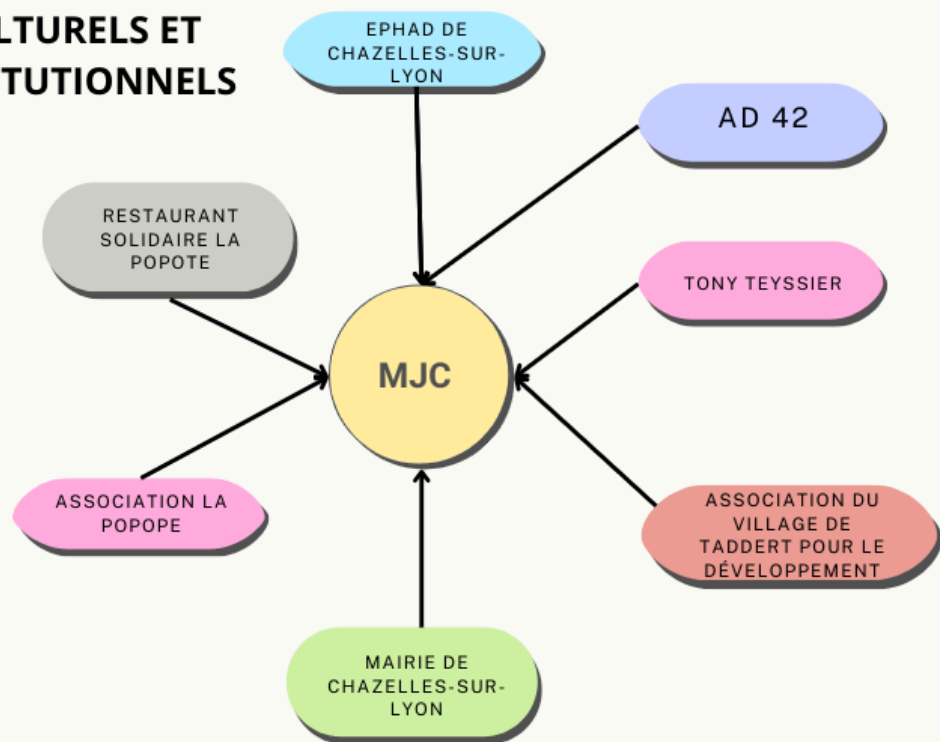 LTURELS ET
TUTIONNELS
EPHAD DE
CHAZELLES-SUR-
LYON
AD 42
RESTAURANT
SOLIDAIRE LA
POPOTE
TONY TEYSSIER
MJC
ASSOCIATION LA
POPOPE
ASSOCIATION DU
VILLAGE DE
TADDERT POUR LE
DÉVELOPPEMENT
MAIRIE DE
CHAZELLES-SUR-
LYON